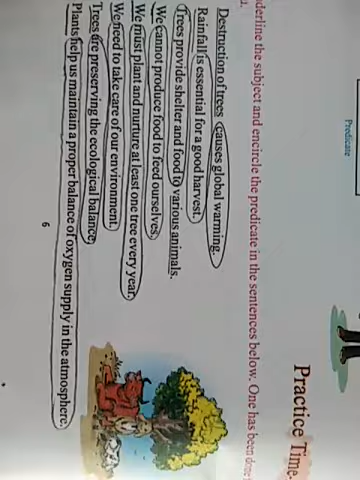 Predicate
Practice Time
derline the subject and encircle the predicate in the sentences below. One has been done
Destruction of trees causes global warming.
Rainfall is essential for a good harvest.
Trees provide shelter and food to various animals.
We cannot produce food to feed ourselves.
We must plant and nurture at least one tree every year.
We need to take care of our environment.
Trees are preserving the ecological balance.
Plants help us maintain a proper balance of oxygen supply in the atmosphere.
6